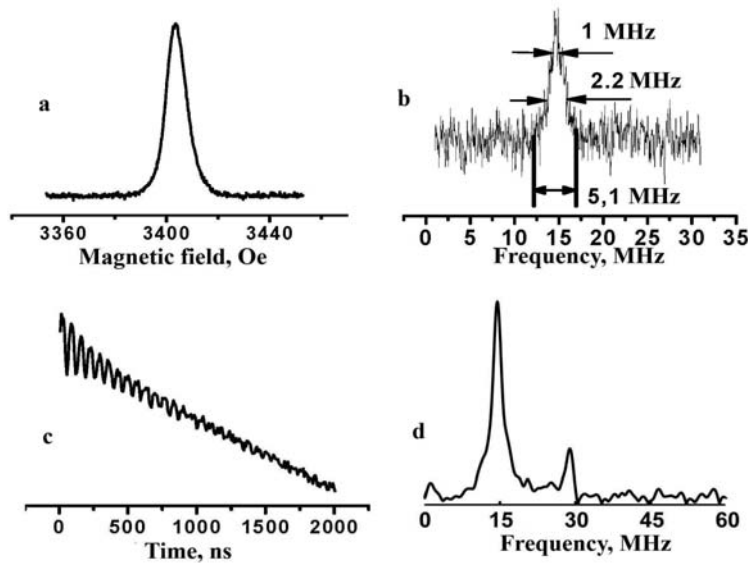 a
3360 3400 3440
Magnetic field, Oe
b
1 MHz
2.2 MHz
5,1 MHz
0 5 10 15 20 25 30 35
Frequency, MHz
c
0 500 1000 1500 2000
Time, ns
d
0 15 30 45 60
Frequency, MHz